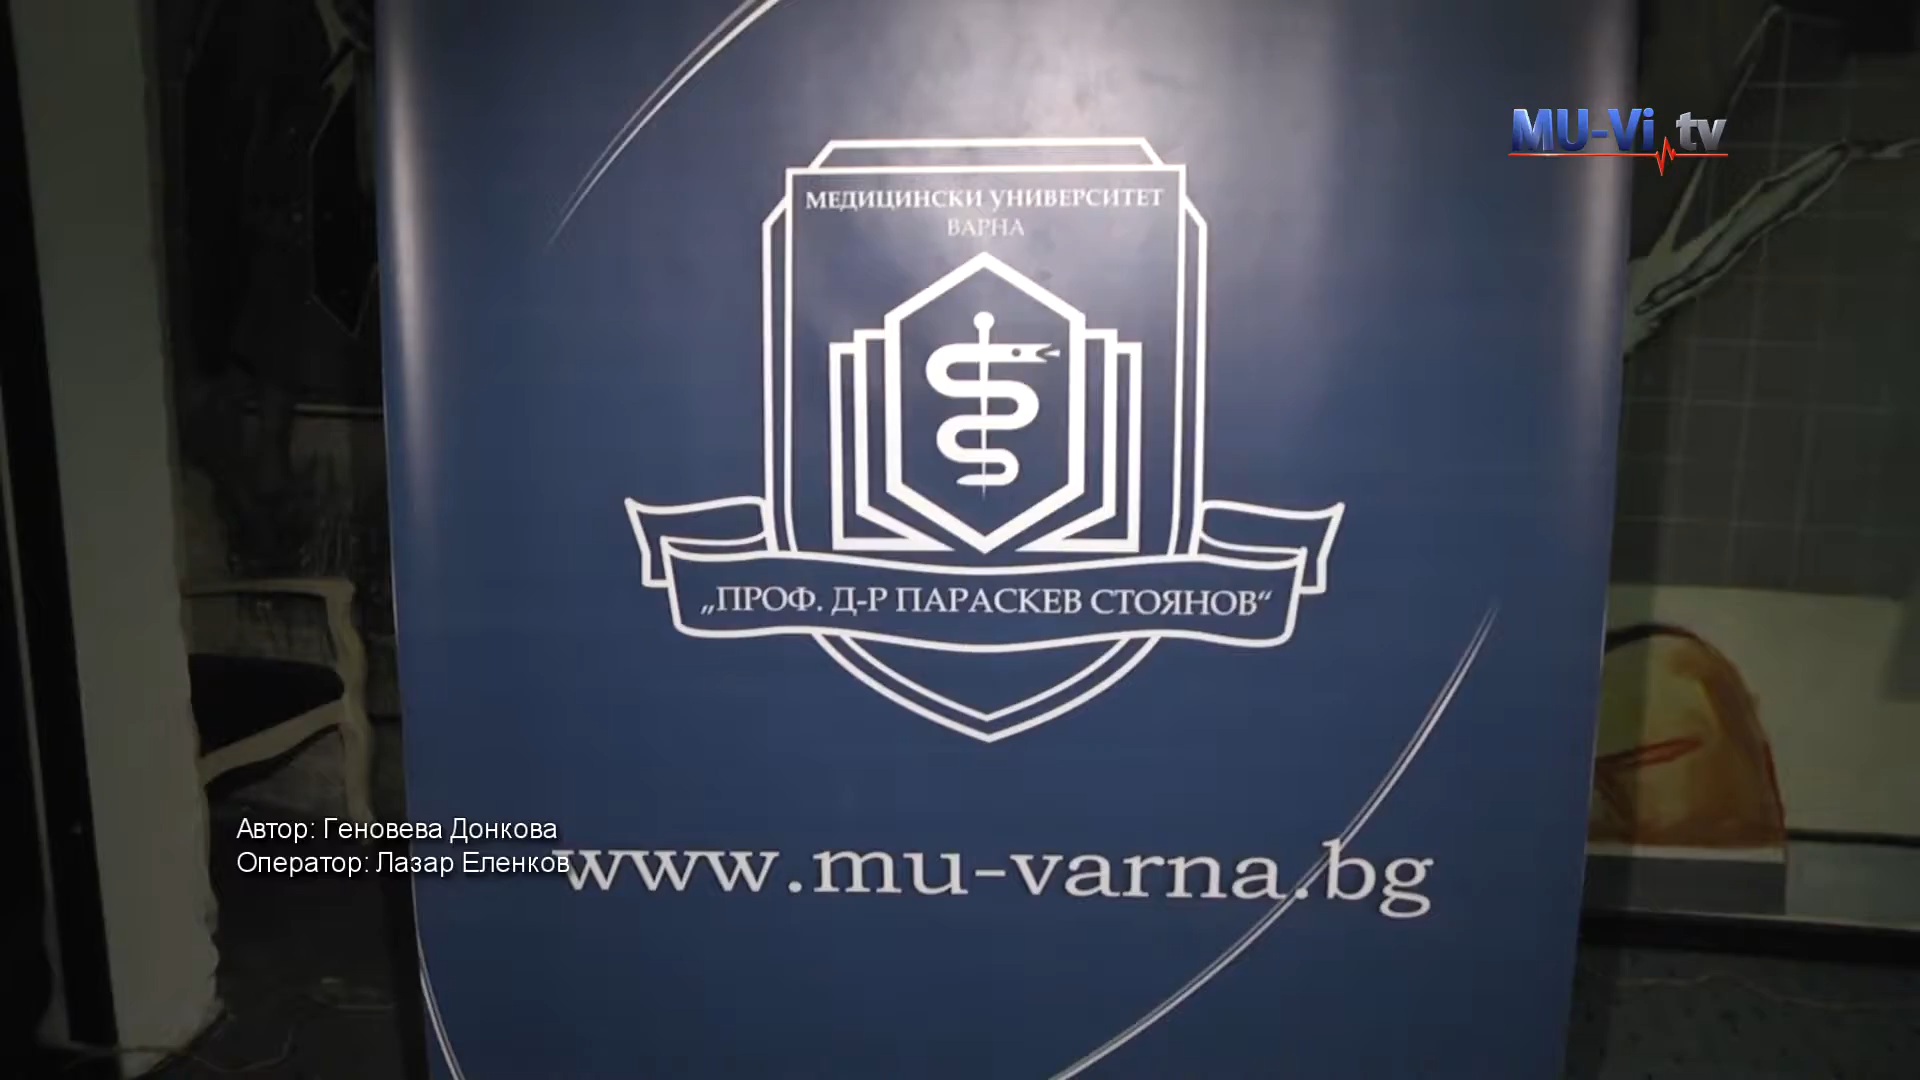 MU-Vi tv
МЕДИЦИНСКИ УНИВЕРСИТЕТ
ВАРНА
„ПРОФ. Д-Р ПАРАСКЕВ СТОЯНОВ“
Автор: Геновева Донкова
Оператор: Лазар Еленков
www.mu-varna.bg